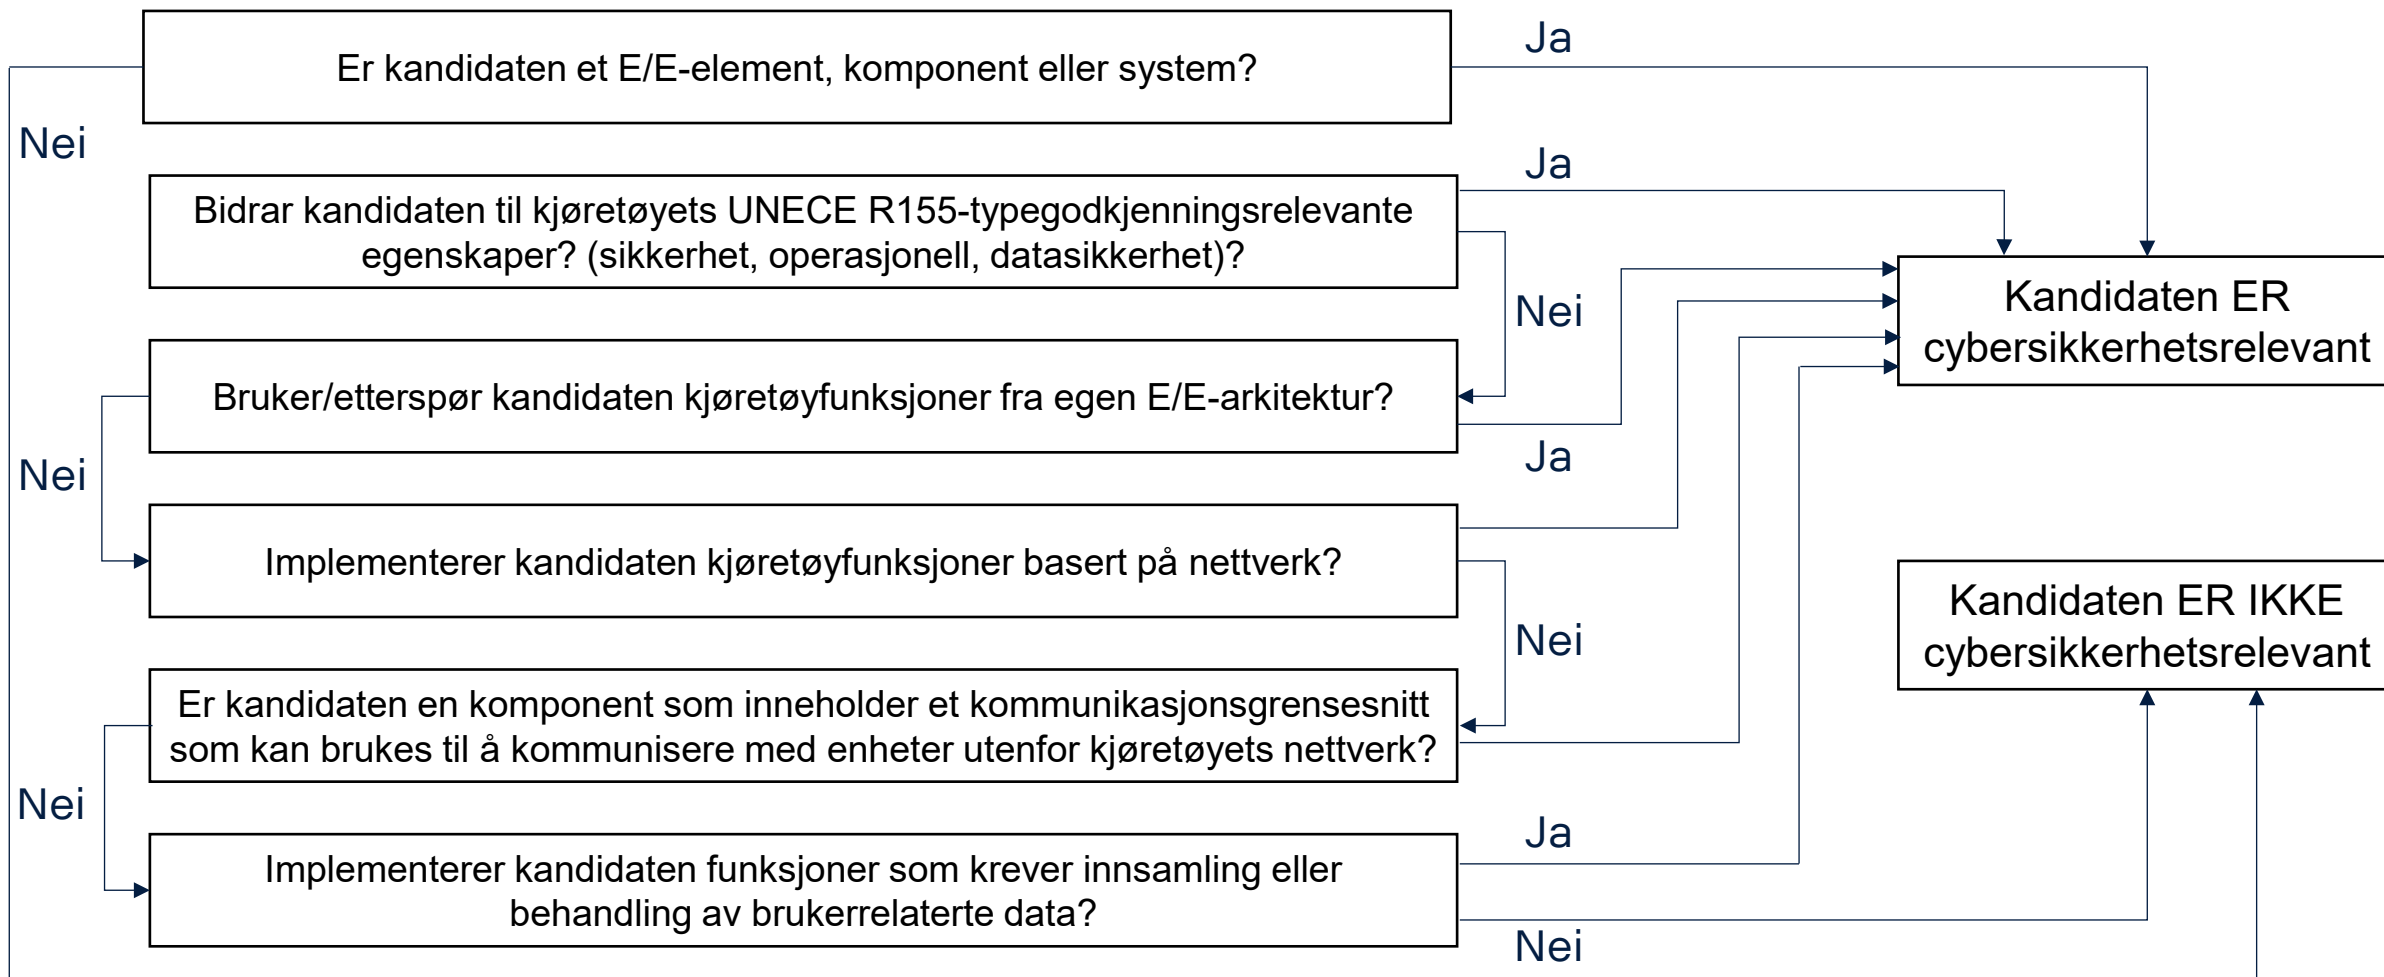 Ja
Er kandidaten et E/E-element, komponent eller system?
Nei
Ja
Bidrar kandidaten til kjøretøyets UNECE R155-typegodkjenningsrelevante
egenskaper? (sikkerhet, operasjonell, datasikkerhet)?
Nei
Kandidaten ER
cybersikkerhetsrelevant
Bruker/etterspør kandidaten kjøretøyfunksjoner fra egen E/E-arkitektur?
Ja
Nei
Implementerer kandidaten kjøretøyfunksjoner basert på nettverk?
Nei
Kandidaten ER IKKE
cybersikkerhetsrelevant
Er kandidaten en komponent som inneholder et kommunikasjonsgrensesnitt
som kan brukes til å kommunisere med enheter utenfor kjøretøyets nettverk?
Nei
Ja
Implementerer kandidaten funksjoner som krever innsamling eller
behandling av brukerrelaterte data?
Nei